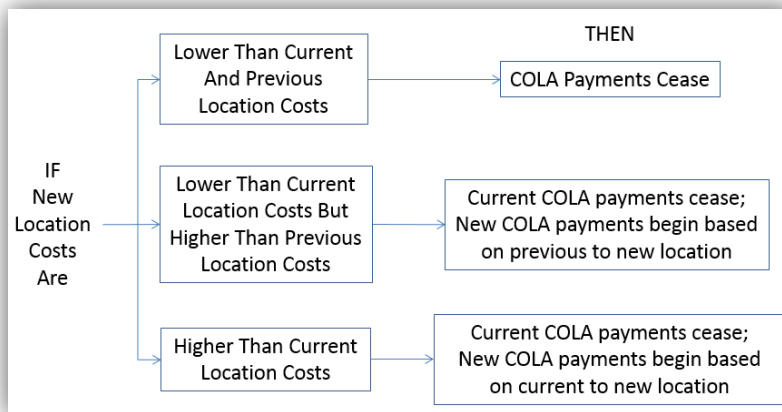 THEN
Lower Than Current
And Previous
Location Costs
COLA Payments Cease
IF
New
Location
Costs
Are
Lower Than Current
Location Costs But
Higher Than Previous
Location Costs
Current COLA payments cease;
New COLA payments begin based
on previous to new location
Higher Than Current
Location Costs
Current COLA payments cease;
New COLA payments begin based
on current to new location